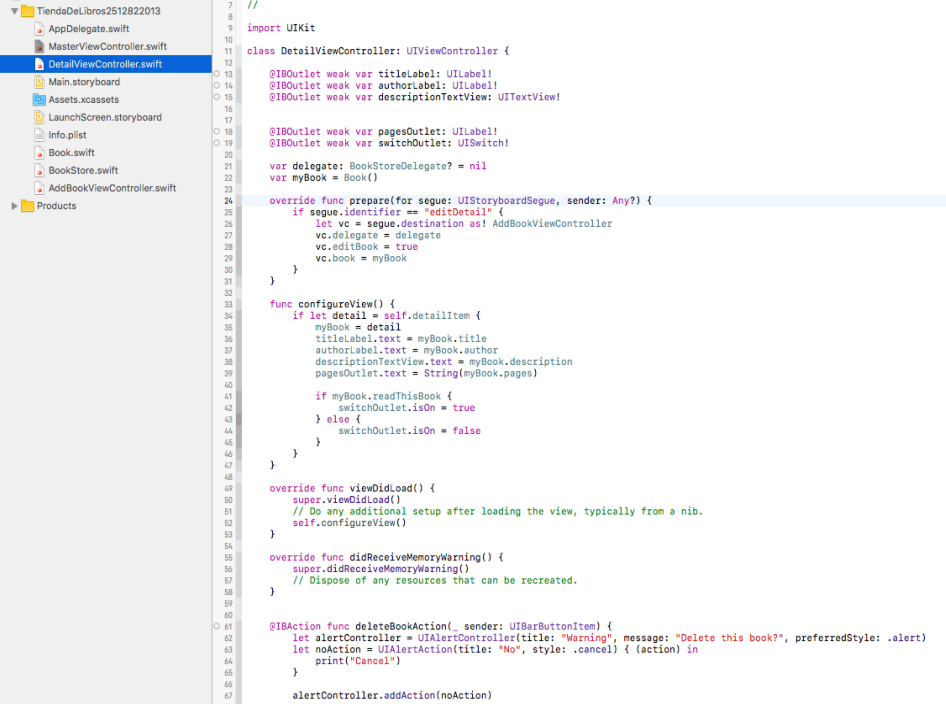 TiendaDeLibros2512822013
AppDelegate.swift
MasterViewController.swift
DetailViewController.swift
Main.storyboard
Assets.xcassets
LaunchScreen.storyboard
Info.plist
Book.swift
BookStore.swift
AddBookViewController.swift
Products
7 //
8
9 import UIKit
10
11 class DetailViewController: UIViewController {
12
13 @IBOutlet weak var titleLabel: UILabel!
14 @IBOutlet weak var authorLabel: UILabel!
15 @IBOutlet weak var descriptionTextView: UITextView!
16
17
18 @IBOutlet weak var pagesOutlet: UILabel!
19 @IBOutlet weak var switchOutlet: UISwitch!
20
21 var delegate: BookStoreDelegate? = nil
22 var myBook = Book()
23
24 override func prepare(for segue: UIStoryboardSegue, sender: Any?) {
25 if segue.identifier == "editDetail" {
26 let vc = segue.destination as! AddBookViewController
27 vc.delegate = delegate
28 vc.editBook = true
29 vc.book = myBook
30 }
31 }
32
33 func configureView() {
34 if let detail = self.detailItem {
35 myBook = detail
36 titleLabel.text = myBook.title
37 authorLabel.text = myBook.author
38 descriptionTextView.text = myBook.description
39 pagesOutlet.text = String(myBook.pages)
40
41 if myBook.readThisBook {
42 switchOutlet.isOn = true
43 } else {
44 switchOutlet.isOn = false
45 }
46 }
47 }
48
49 override func viewDidLoad() {
50 super.viewDidLoad()
51 // Do any additional setup after loading the view, typically from a nib.
52 self.configureView()
53 }
54
55 override func didReceiveMemoryWarning() {
56 super.didReceiveMemoryWarning()
57 // Dispose of any resources that can be recreated.
58 }
59
60
61 @IBAction func deleteBookAction(_ sender: UIBarButtonItem) {
62 let alertController = UIAlertController(title: "Warning", message: "Delete this book?", preferredStyle: .alert)
63 let noAction = UIAlertAction(title: "No", style: .cancel) { (action) in
64 print("Cancel")
65 }
66
67 alertController.addAction(noAction)